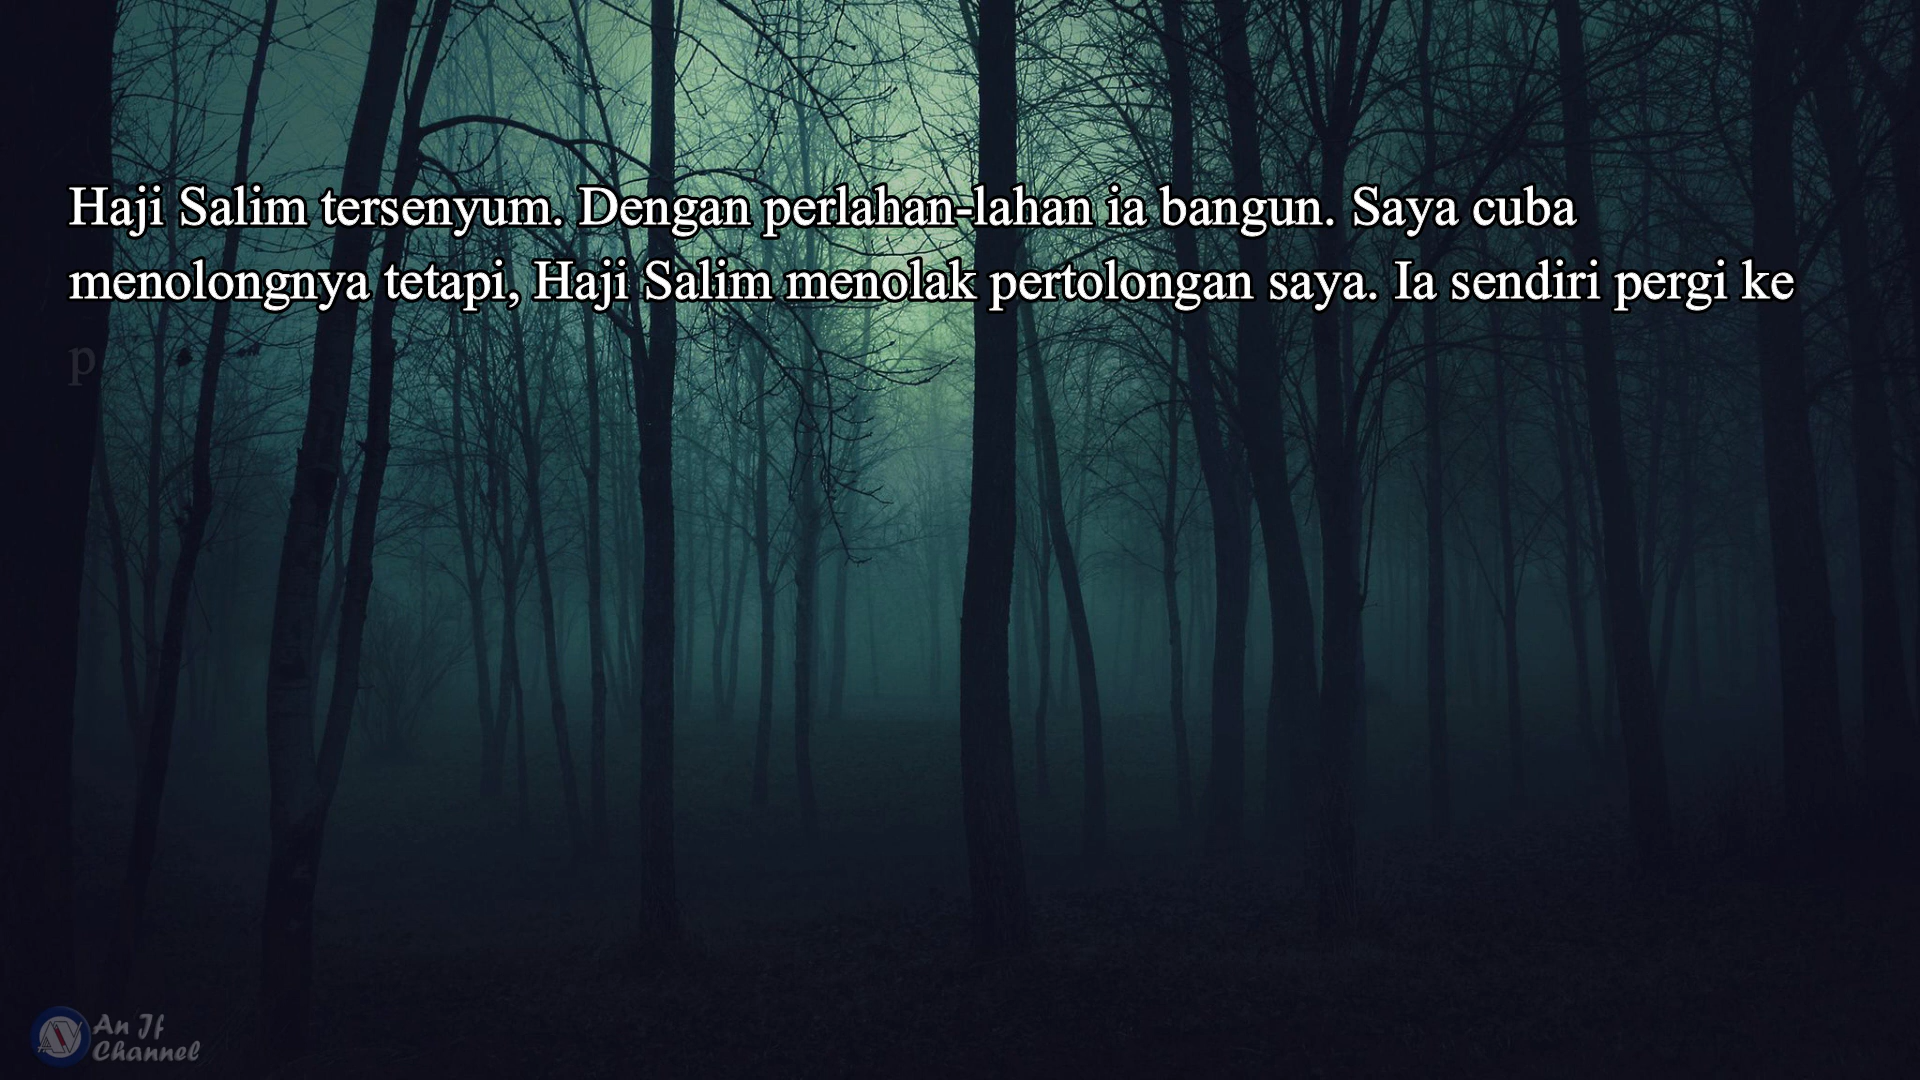 Haji Salim tersenyum. Dengan perlahan-lahan ia bangun. Saya cuba
menolongnya tetapi, Haji Salim menolak pertolongan saya. Ia sendiri pergi ke
p
An If
Channel